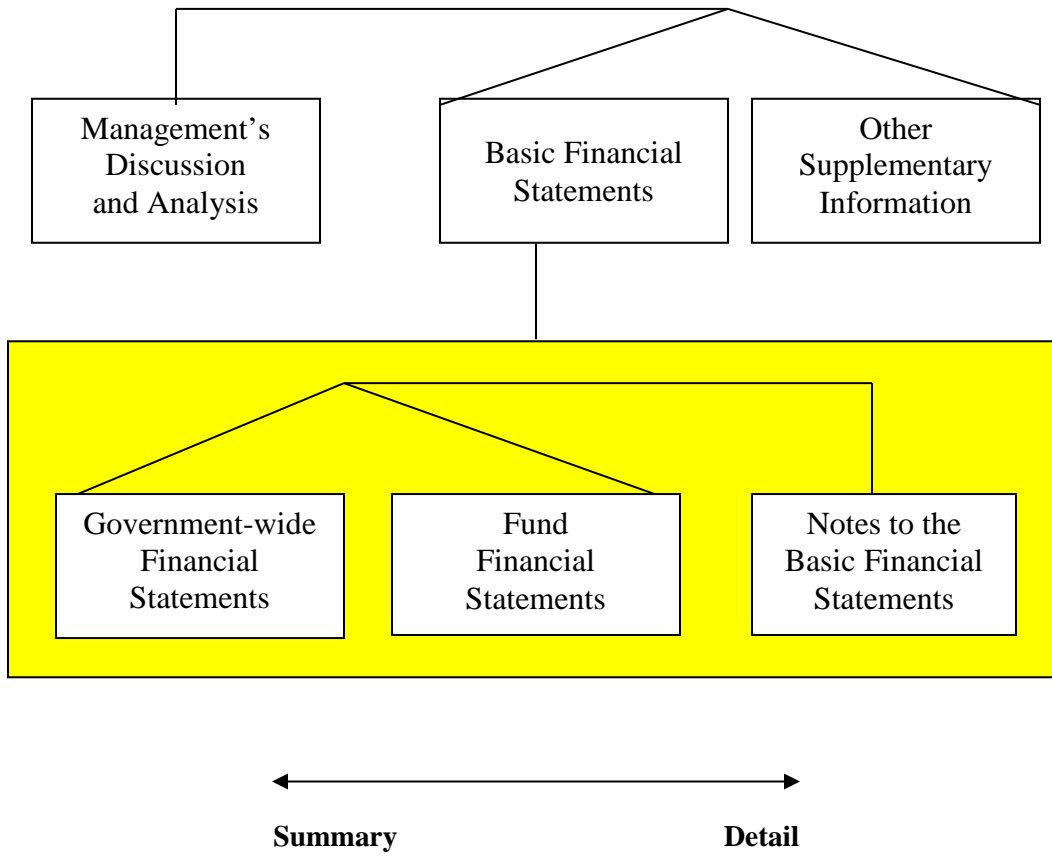 Management’s
Discussion
and Analysis
Basic Financial
Statements
Other
Supplementary
Information
Government-wide
Financial
Statements
Fund
Financial
Statements
Notes to the
Basic Financial
Statements
Summary
Detail